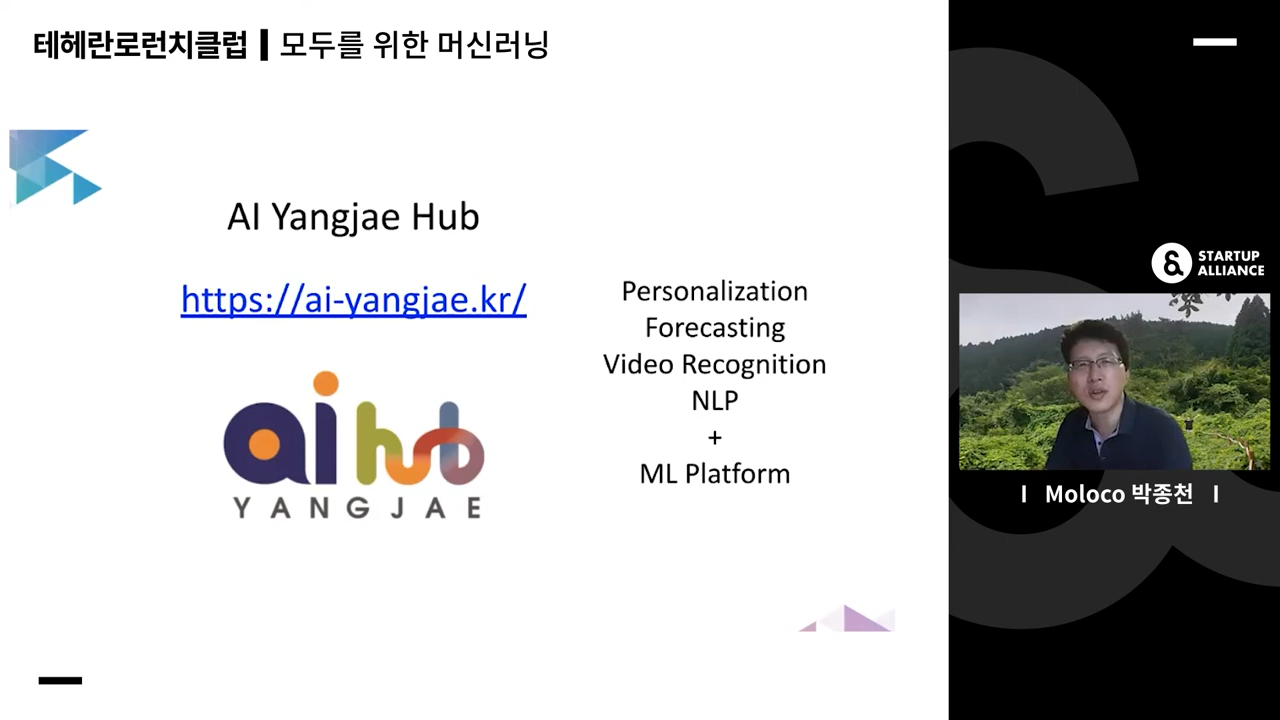 테헤란로런치클럽 | 모두를 위한 머신러닝
AI Yangjae Hub
https://ai-yangjae.kr/
ai hub
YANGJAE
Personalization
Forecasting
Video Recognition
NLP
+
ML Platform
& STARTUP
ALLIANCE
I Moloco 박종천 I